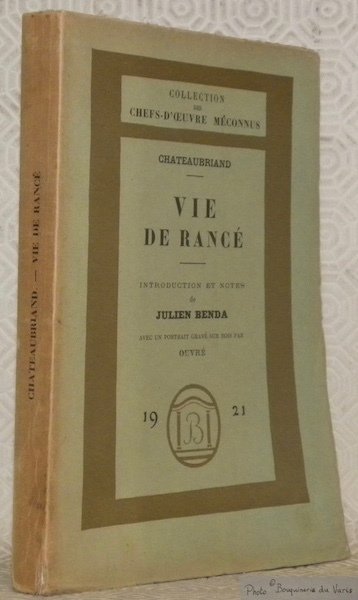 COLLECTION
DES
CHEFS-D'ŒUVRE MÉCONNUS
CHATEAUBRIAND
VIE
DE RANCÉ
INTRODUCTION ET NOTES
de
JULIEN BENDA
AVEC UN PORTRAIT GRAVÉ SUR BOIS PAR
OUVRÉ
19 B 21
CHATEAUBRIAND. — VIE DE RANCÉ
Photo © Bouquinerie du Varis